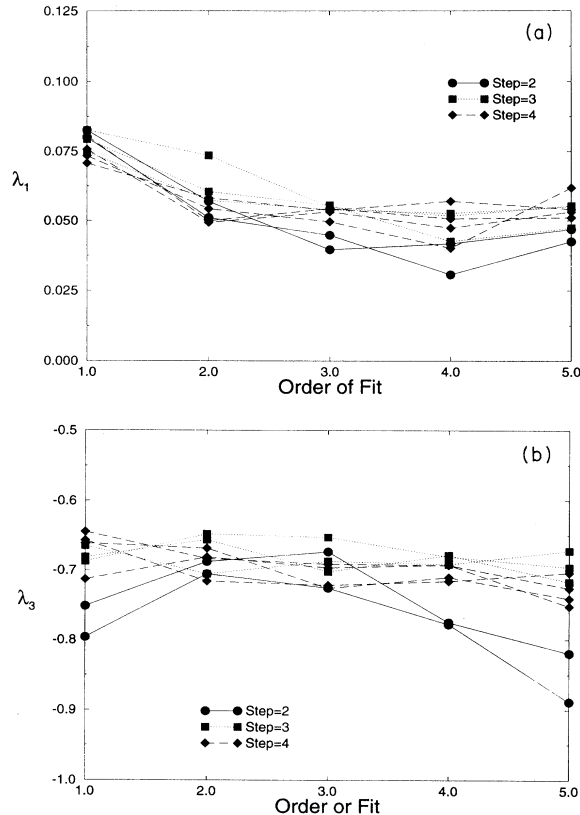 0.125
(a)
Step=2
0.100
Step=3
Step=4
0.075
λ1
0.050
0.025
0.000
1.0 2.0 3.0 4.0 5.0
Order of Fit
-0.5
(b)
-0.6
-0.7
λ3
-0.8
Step=2
-0.9
Step=3
Step=4
-1.0
1.0 2.0 3.0 4.0 5.0
Order or Fit